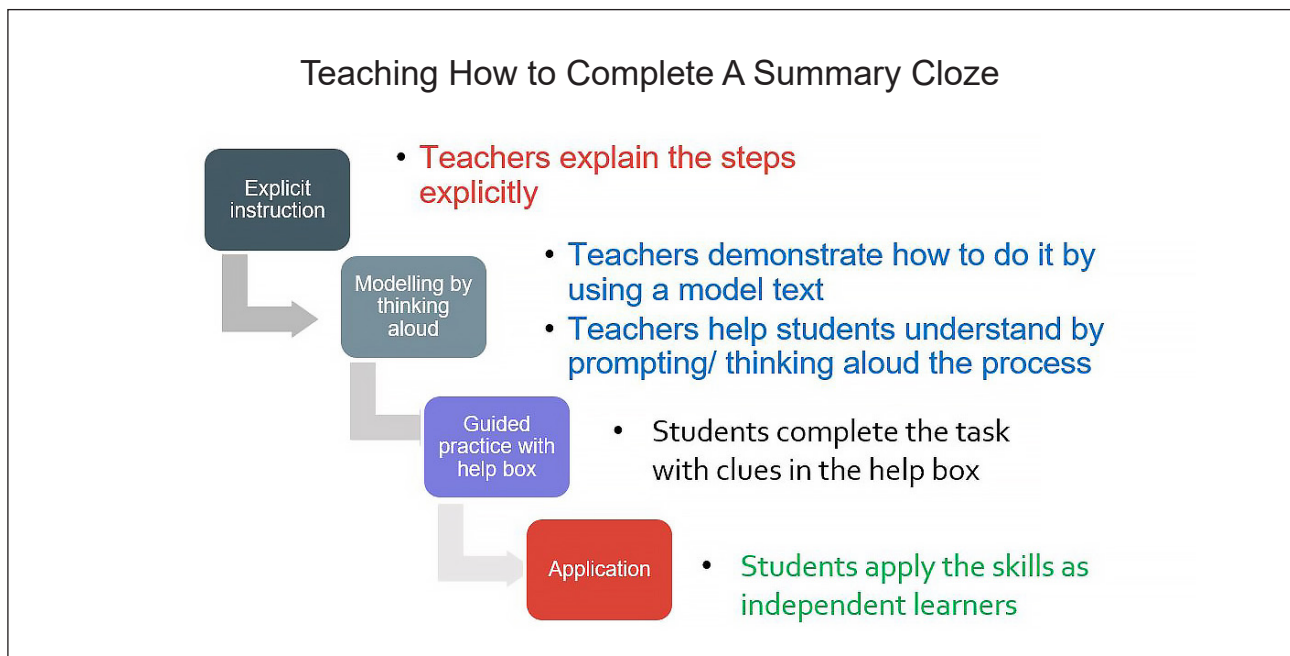 Teaching How to Complete A Summary Cloze
Explicit
instruction
• Teachers explain the steps
explicitly
Modelling by
thinking
aloud
• Teachers demonstrate how to do it by
using a model text
• Teachers help students understand by
prompting/ thinking aloud the process
Guided
practice with
help box
• Students complete the task
with clues in the help box
Application
• Students apply the skills as
independent learners